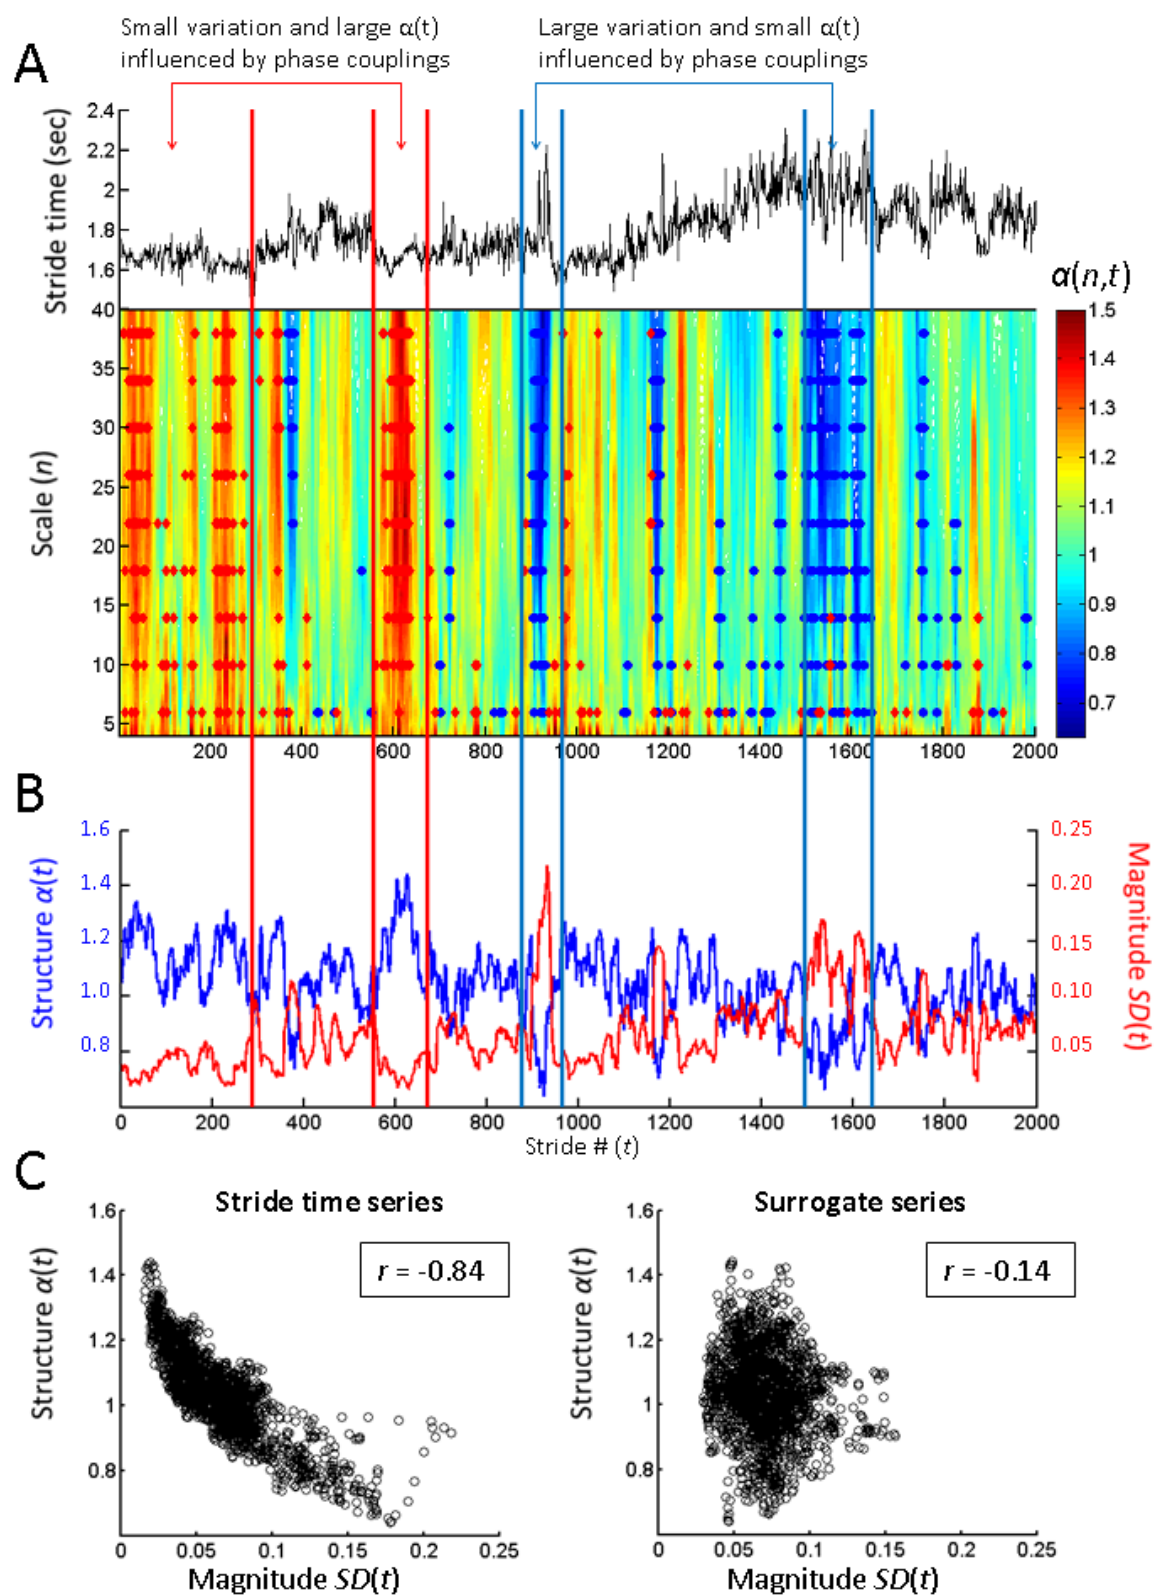 Small variation and large α(t)
influenced by phase couplings
Large variation and small α(t)
influenced by phase couplings
A
Stride time (sec)
2.4
2.2
2
1.8
1.6
α(n,t)
Scale (n)
40
35
30
25
20
15
10
5
200 400 600 800 1000 1200 1400 1600 1800 2000
1.5
1.4
1.3
1.2
1.1
1
0.9
0.8
0.7
B
Structure α(t)
1.6
1.4
1.2
1.0
0.8
0.25
0.20
0.15
0.10
0.05
Magnitude SD(t)
0 200 400 600 800 1000 1200 1400 1600 1800 2000
Stride # (t)
C
Stride time series
r = -0.84
Structure α(t)
1.6
1.4
1.2
1
0.8
0 0.05 0.1 0.15 0.2 0.25
Magnitude SD(t)
Surrogate series
r = -0.14
Structure α(t)
1.6
1.4
1.2
1
0.8
0 0.05 0.1 0.15 0.2 0.25
Magnitude SD(t)